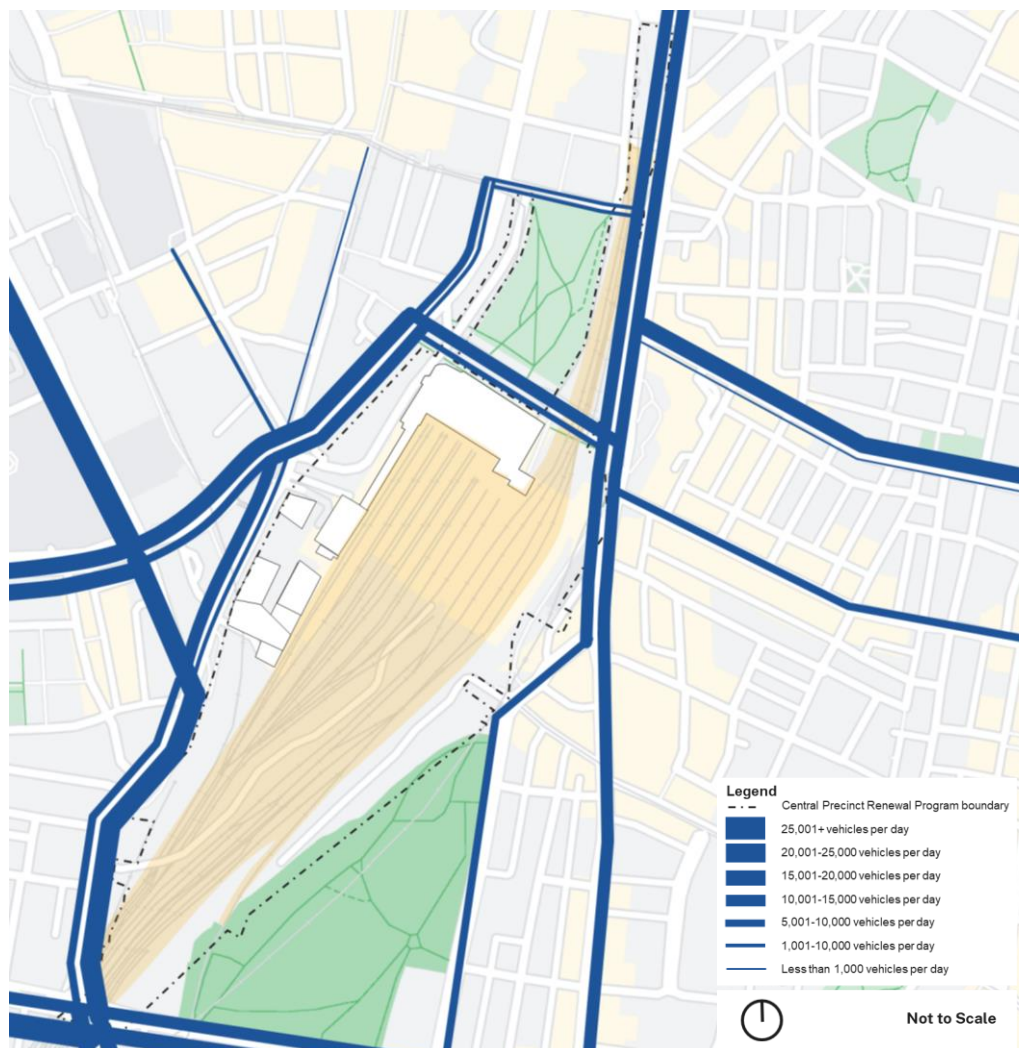 Legend
Central Precinct Renewal Program boundary
25,001+ vehicles per day
20,001-25,000 vehicles per day
15,001-20,000 vehicles per day
10,001-15,000 vehicles per day
5,001-10,000 vehicles per day
1,001-10,000 vehicles per day
Less than 1,000 vehicles per day
Not to Scale